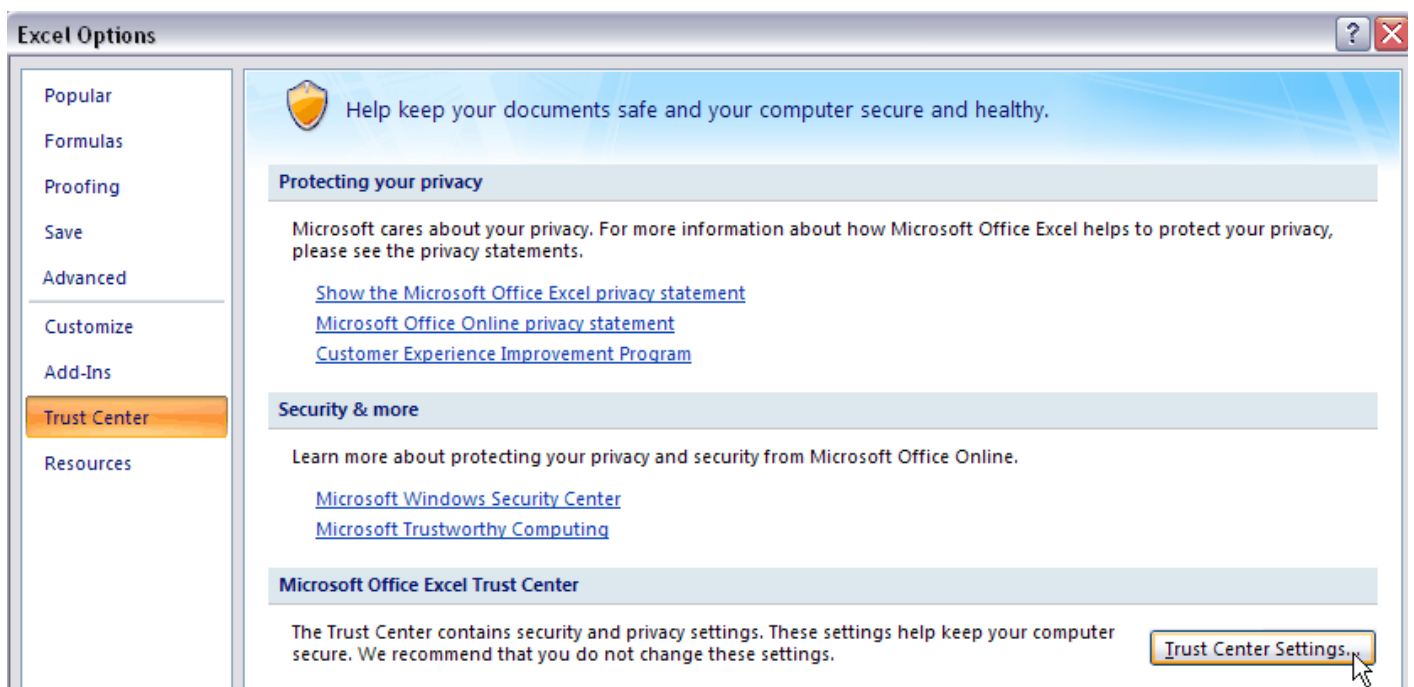 Excel Options
Popular
Formulas
Proofing
Save
Advanced
Customize
Add-Ins
Trust Center
Resources
Help keep your documents safe and your computer secure and healthy.
Protecting your privacy
Microsoft cares about your privacy. For more information about how Microsoft Office Excel helps to protect your privacy,
please see the privacy statements.
Show the Microsoft Office Excel privacy statement
Microsoft Office Online privacy statement
Customer Experience Improvement Program
Security & more
Learn more about protecting your privacy and security from Microsoft Office Online.
Microsoft Windows Security Center
Microsoft Trustworthy Computing
Microsoft Office Excel Trust Center
The Trust Center contains security and privacy settings. These settings help keep your computer
secure. We recommend that you do not change these settings.
Trust Center Settings...